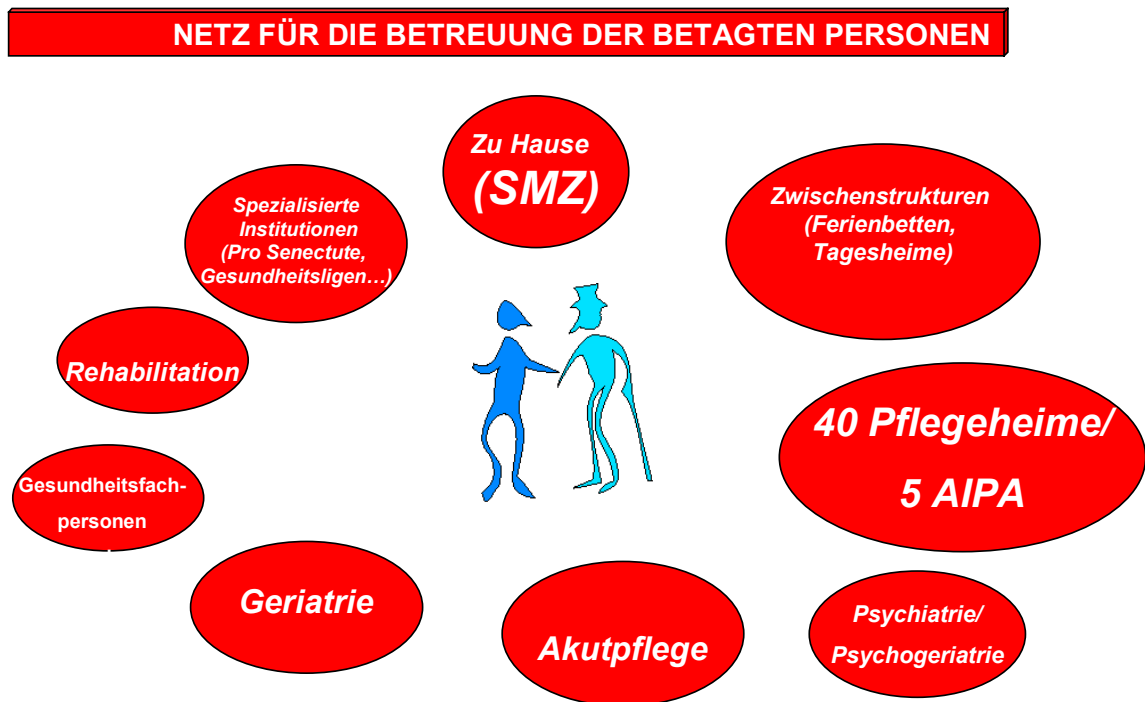 NETZ FÜR DIE BETREUUNG DER BETAGTEN PERSONEN
Zu Hause
(SMZ)
Spezialisierte
Institutionen
(Pro Senectute,
Gesundheitsligen…)
Zwischenstrukturen
(Ferienbetten,
Tagesheime)
Rehabilitation
40 Pflegeheime/
5 AIPA
Gesundheitsfach-
personen
Geriatrie
Akutpflege
Psychiatrie/
Psychogeriatrie